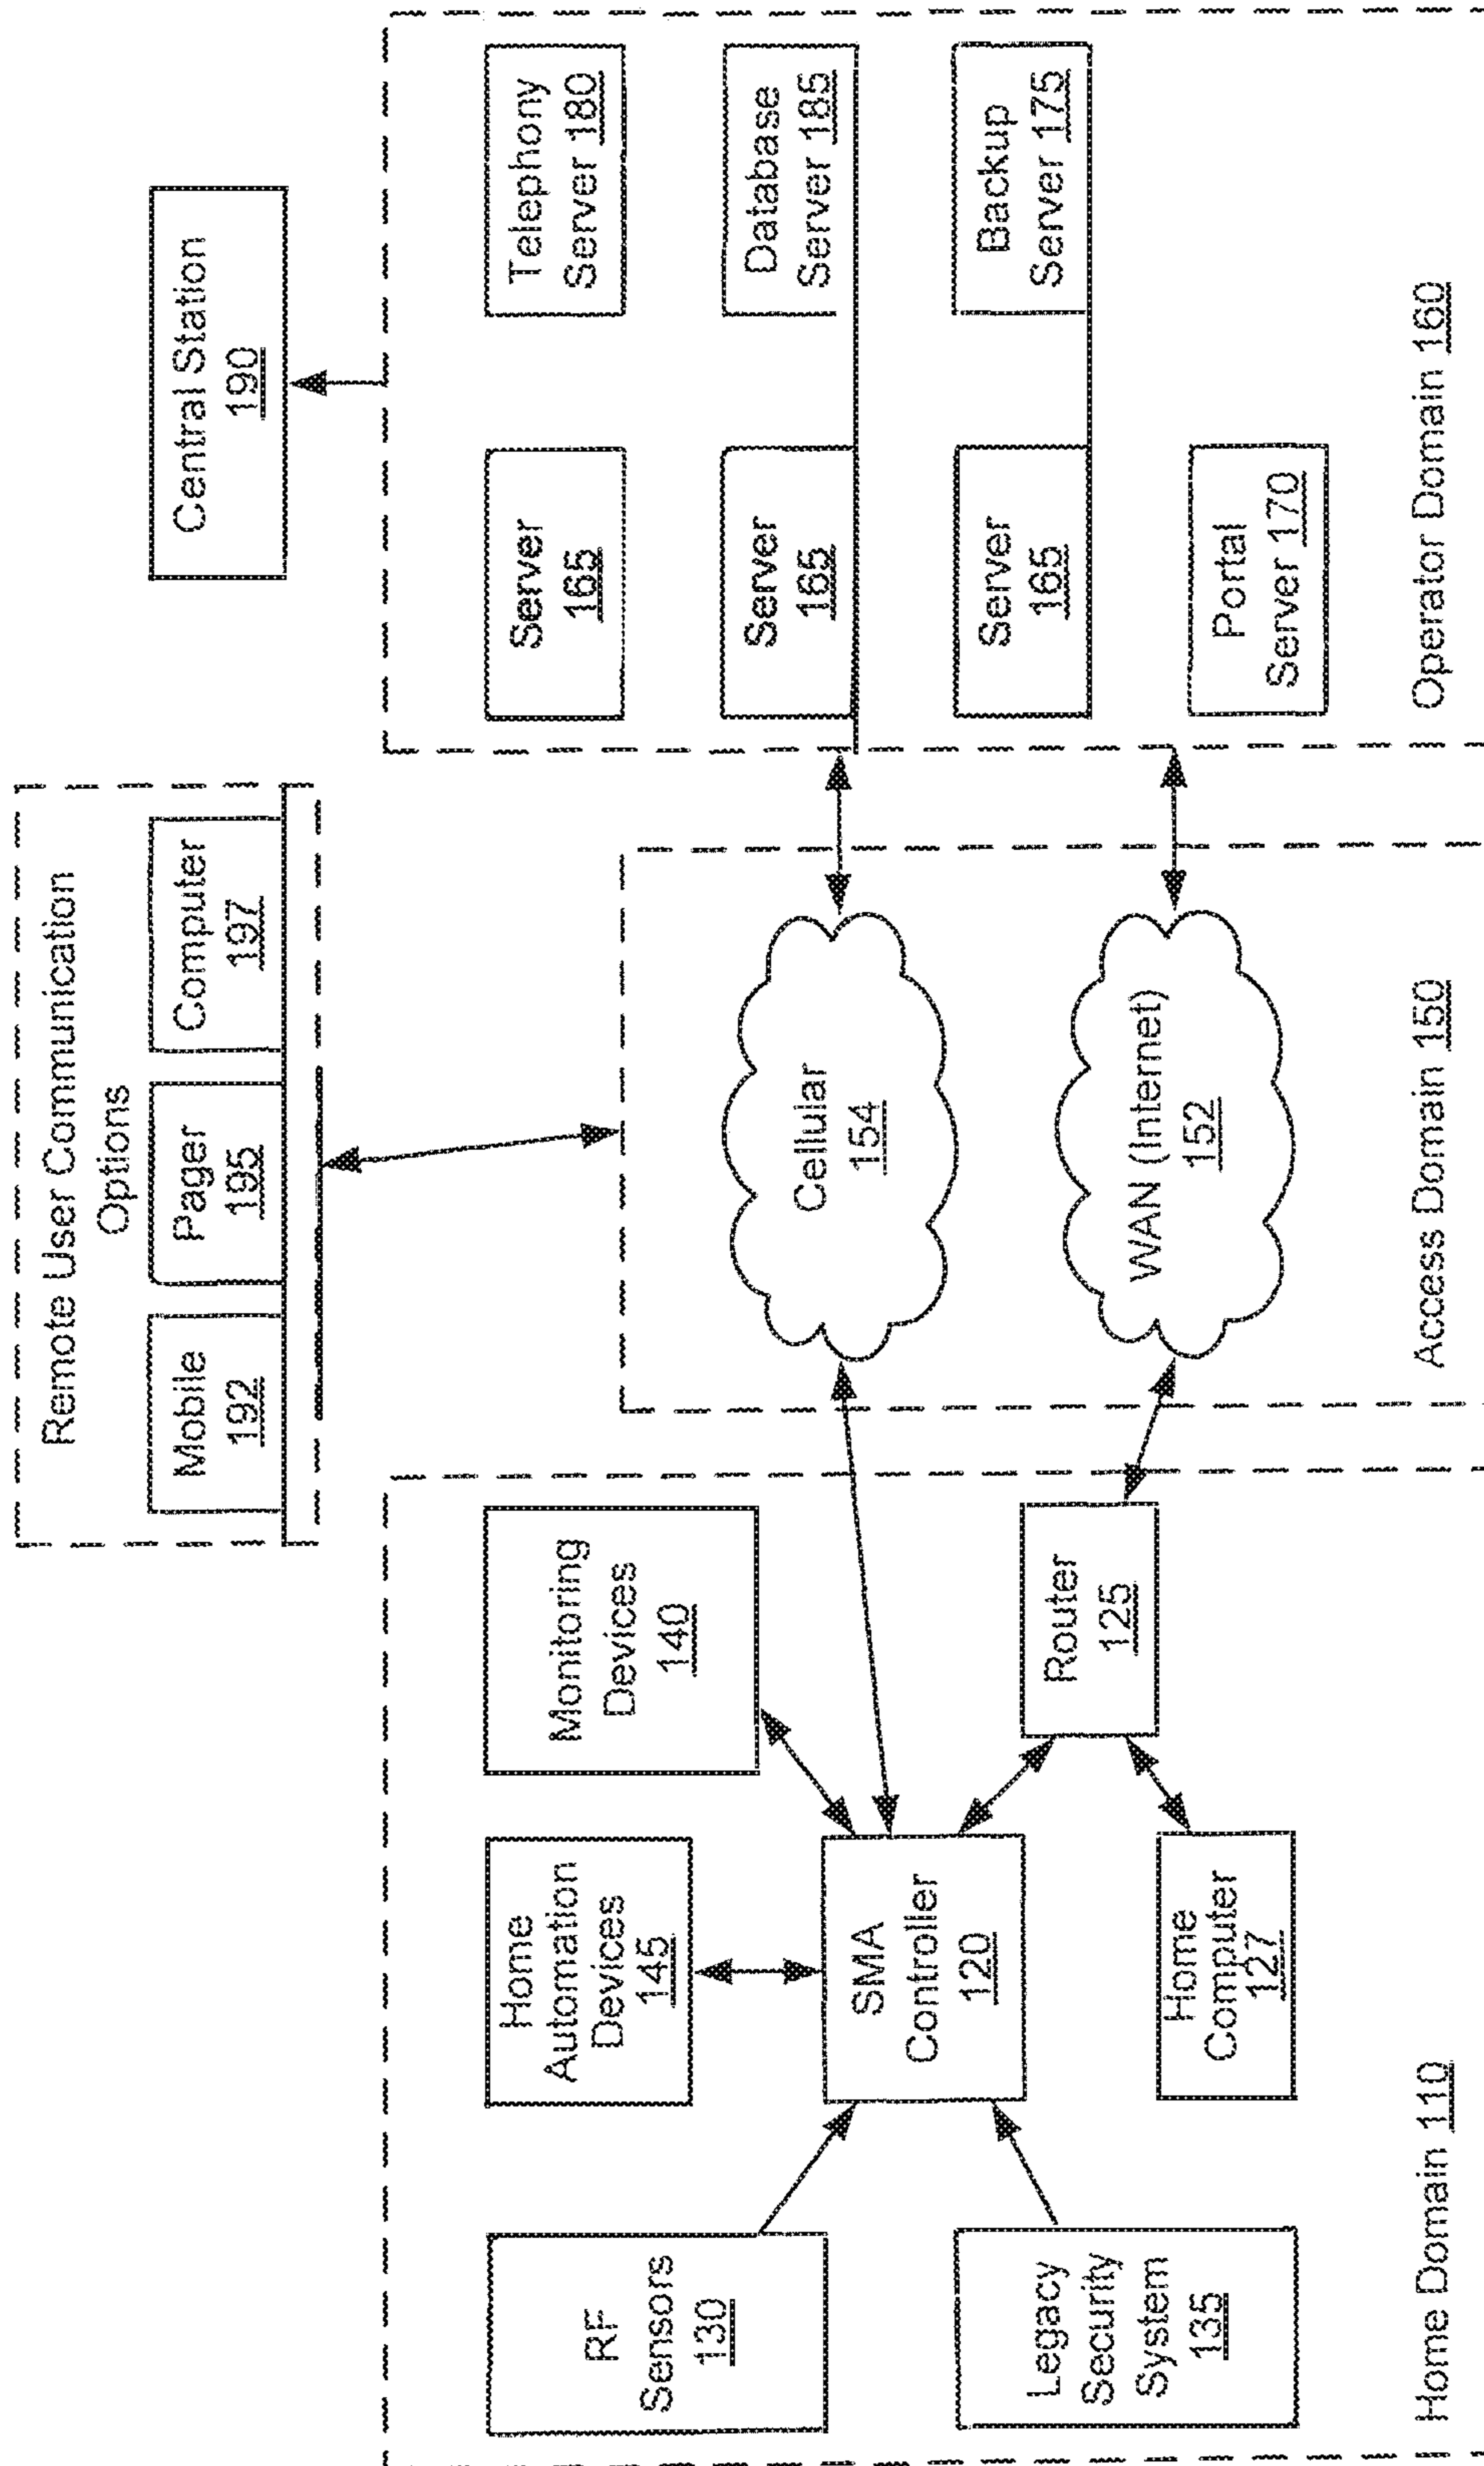 Remote User Communication
Options
Mobile
192
Pager
195
Computer
197
Central Station
190
RF
Sensors
130
Legacy
Security
System
135
Home
Automation
Devices
145
SMA
Controller
120
Home
Computer
127
Monitoring
Devices
140
Router
125
Home Domain 110
Cellular
154
WAN (Internet)
152
Access Domain 150
Server
165
Server
165
Server
165
Portal
Server 170
Telephony
Server 180
Database
Server 185
Backup
Server 175
Operator Domain 160